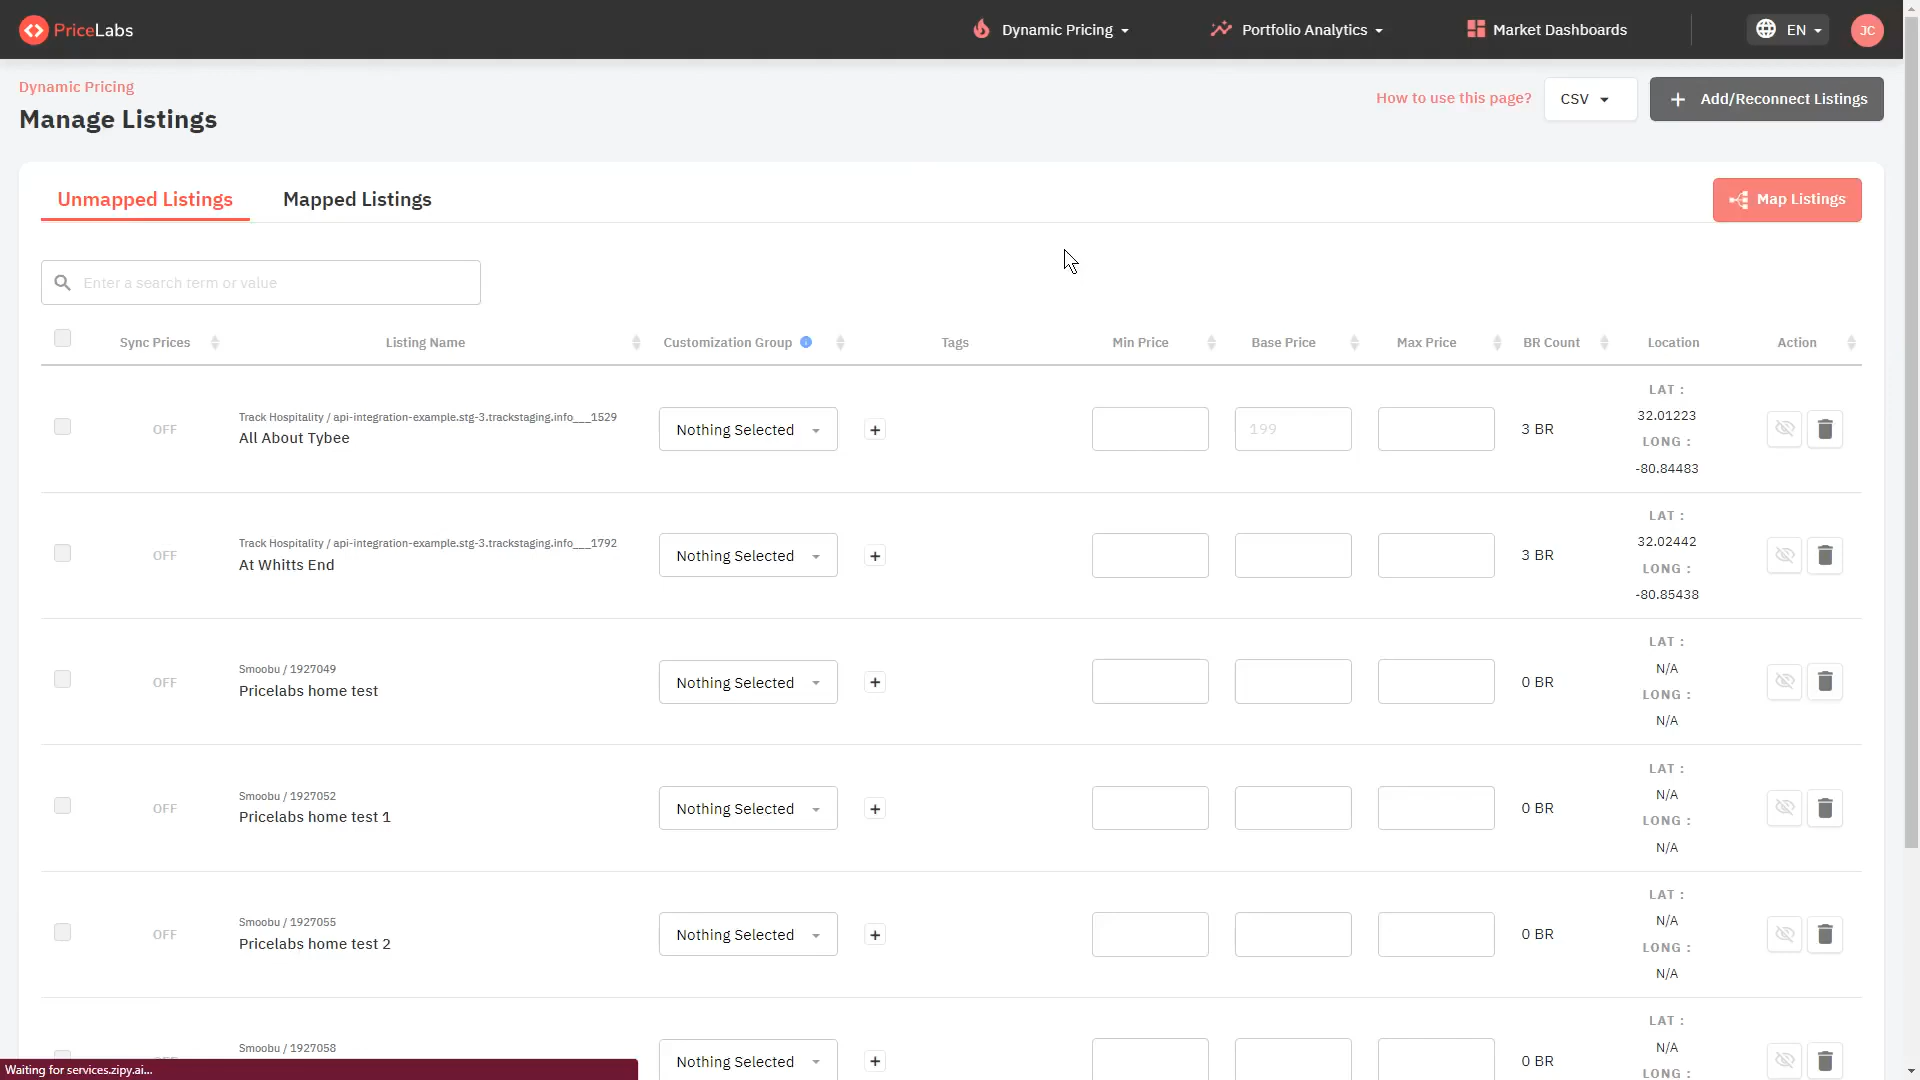 PriceLabs
Dynamic Pricing
Portfolio Analytics
Market Dashboards
EN
JC
Dynamic Pricing
Manage Listings
How to use this page?
CSV
Add/Reconnect Listings
Unmapped Listings
Mapped Listings
Map Listings
Enter a search term or value
Sync Prices
Listing Name
Customization Group
Tags
Min Price
Base Price
Max Price
BR Count
Location
Action
OFF
Track Hospitality / api-integration-example.stg-3.trackstaging.info___1529
All About Tybee
Nothing Selected
+
199
3 BR
LAT :
32.01223
LONG :
-80.84483
OFF
Track Hospitality / api-integration-example.stg-3.trackstaging.info___1792
At Whitts End
Nothing Selected
+
3 BR
LAT :
32.02442
LONG :
-80.85438
OFF
Smoobu / 1927049
Pricelabs home test
Nothing Selected
+
0 BR
LAT :
N/A
LONG :
N/A
OFF
Smoobu / 1927052
Pricelabs home test 1
Nothing Selected
+
0 BR
LAT :
N/A
LONG :
N/A
OFF
Smoobu / 1927055
Pricelabs home test 2
Nothing Selected
+
0 BR
LAT :
N/A
LONG :
N/A
Smoobu / 1927058
Nothing Selected
+
0 BR
LAT :
N/A
LONG :
Waiting for services.zipy.ai...